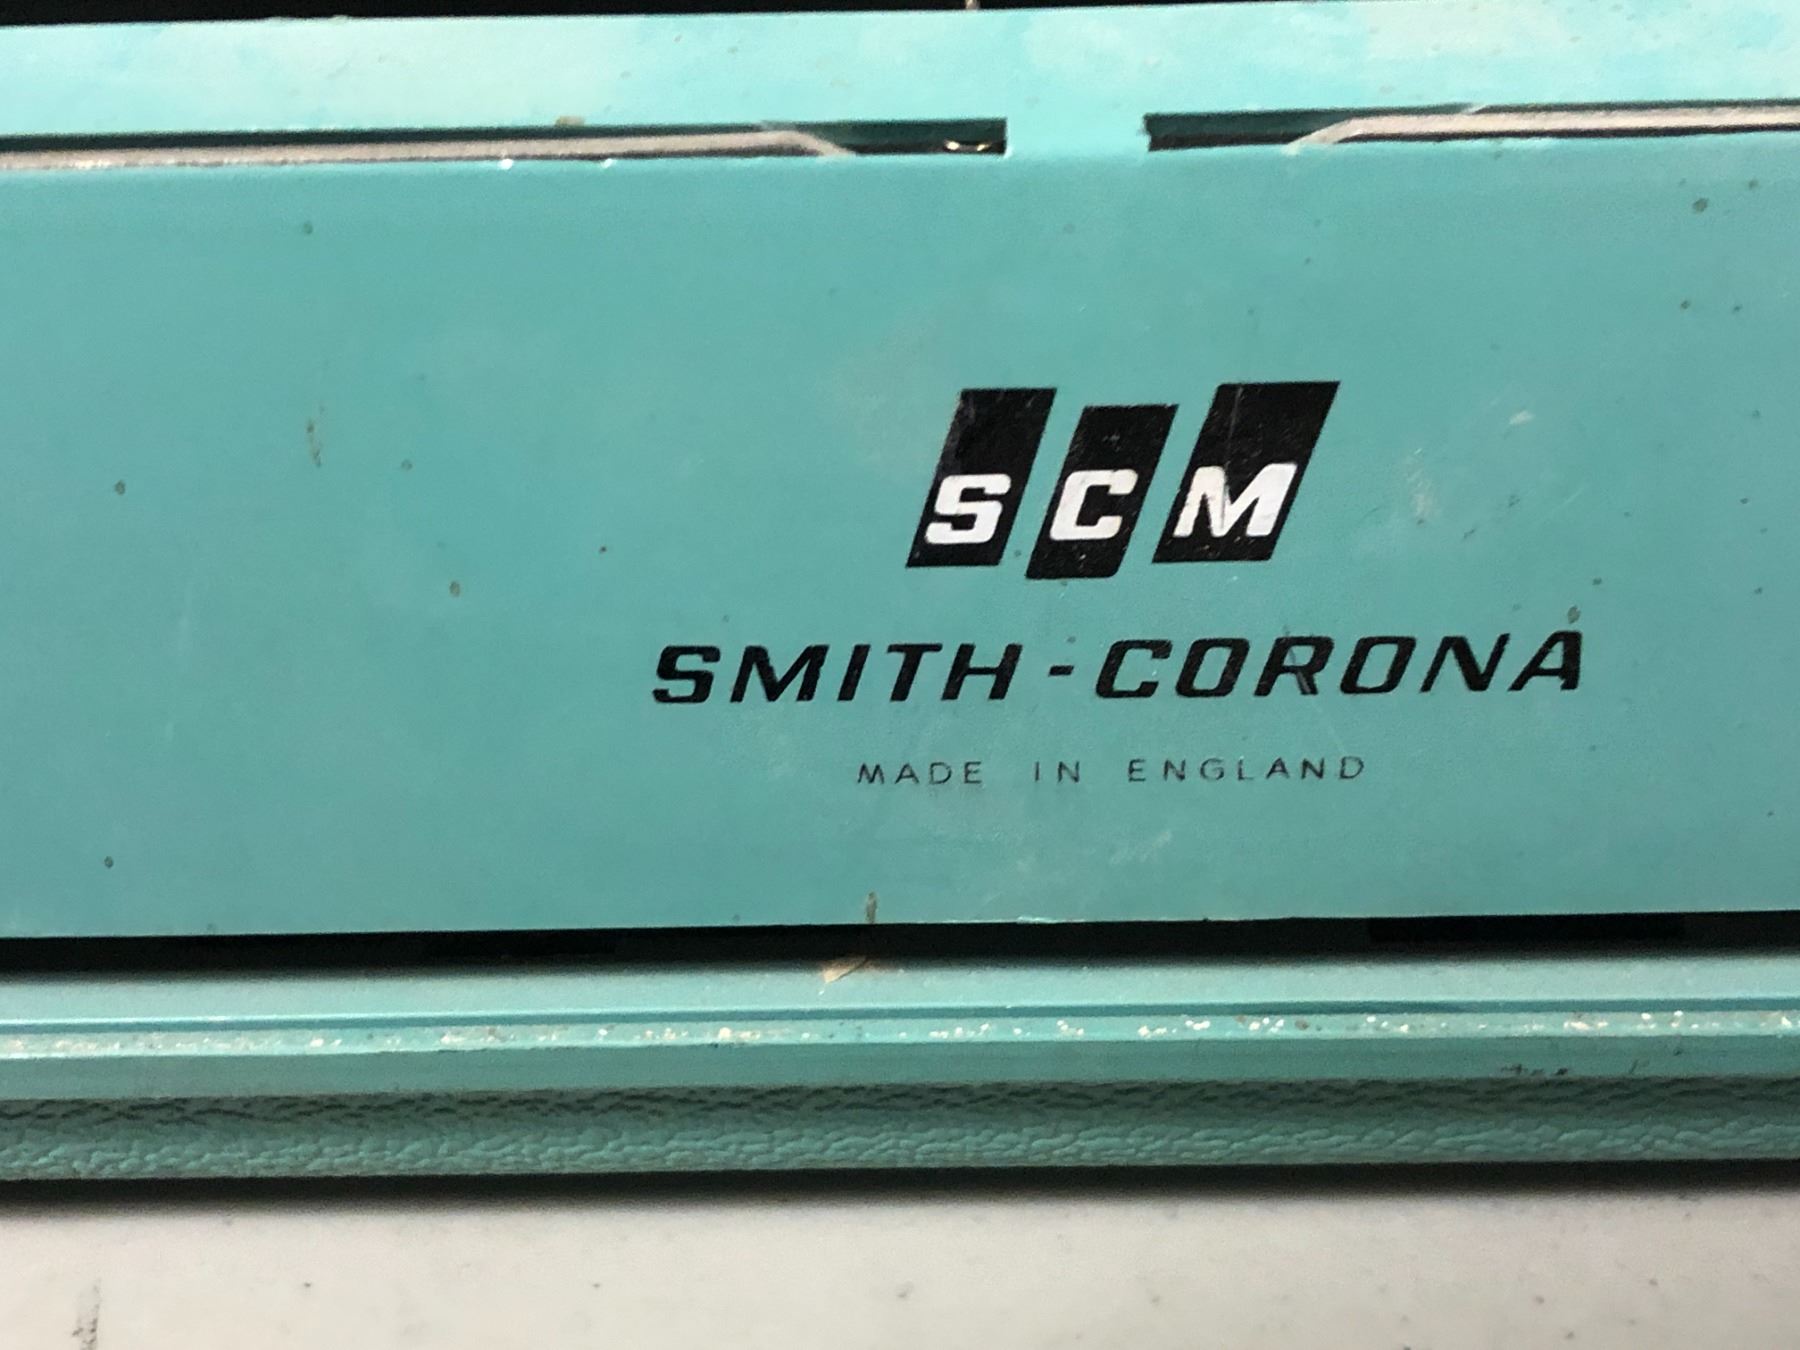 SCM
SMITH-CORONA
MADE IN ENGLAND